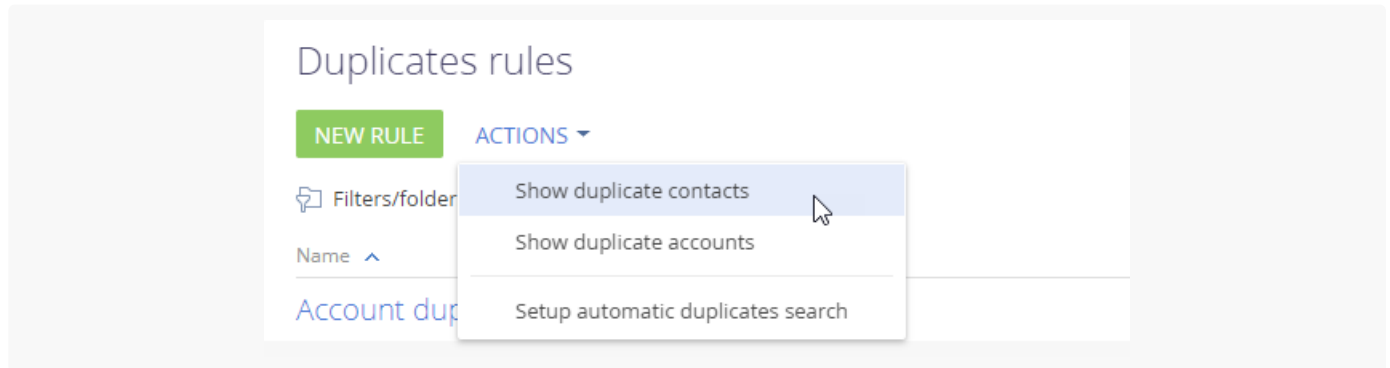 Duplicates rules
NEW RULE ACTIONS
Show duplicate contacts
Filters/folder
Show duplicate accounts
Name
Setup automatic duplicates search
Account dup